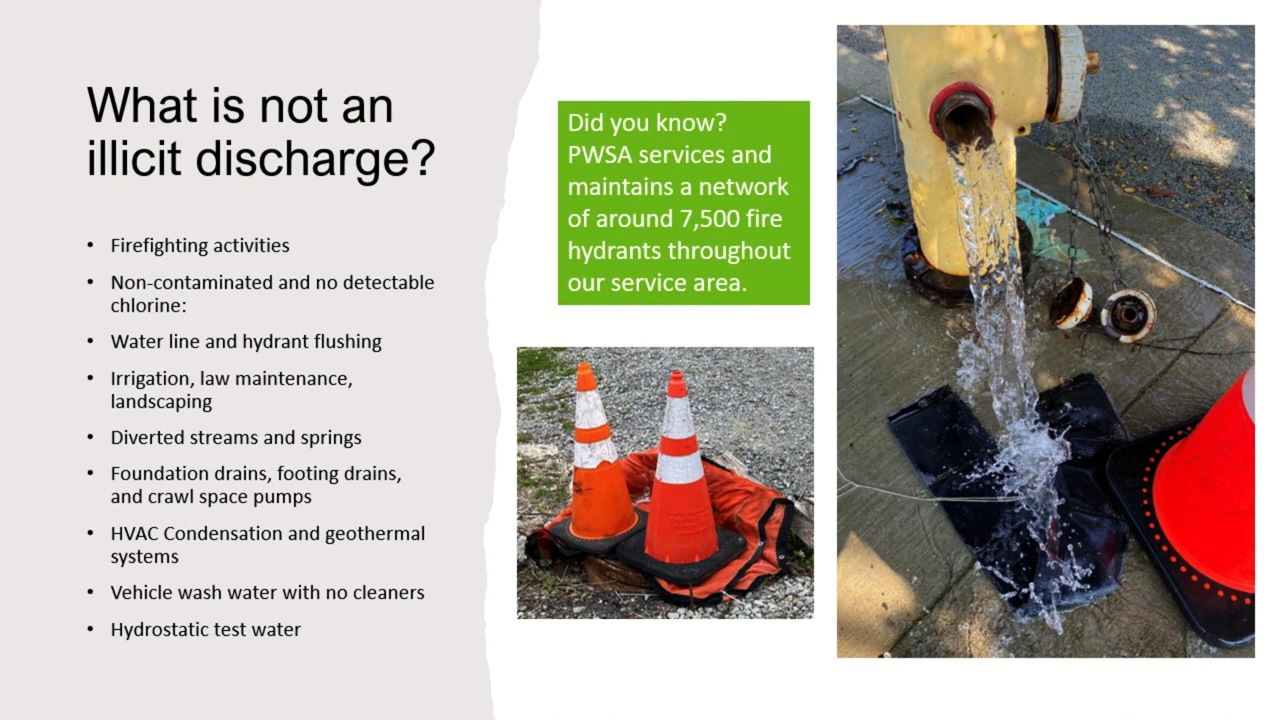 What is not an
illicit discharge?
• Firefighting activities
• Non-contaminated and no detectable
chlorine:
• Water line and hydrant flushing
• Irrigation, law maintenance,
landscaping
• Diverted streams and springs
• Foundation drains, footing drains,
and crawl space pumps
• HVAC Condensation and geothermal
systems
• Vehicle wash water with no cleaners
• Hydrostatic test water
Did you know?
PWSA services and
maintains a network
of around 7,500 fire
hydrants throughout
our service area.